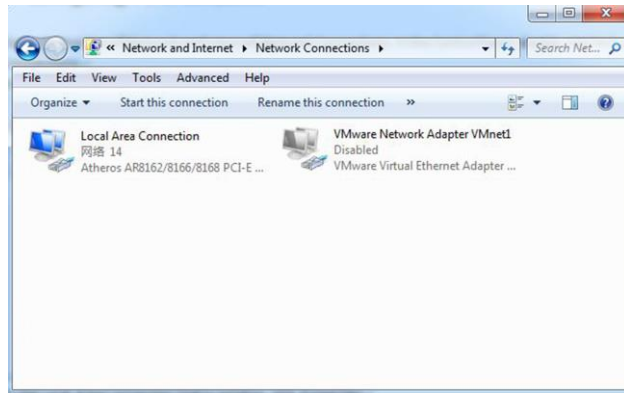 « Network and Internet ▸ Network Connections ▸
Search Net...
File Edit View Tools Advanced Help
Organize ▾ Start this connection Rename this connection »
Local Area Connection
网络 14
Atheros AR8162/8166/8168 PCI-E ...
VMware Network Adapter VMnet1
Disabled
VMware Virtual Ethernet Adapter ...